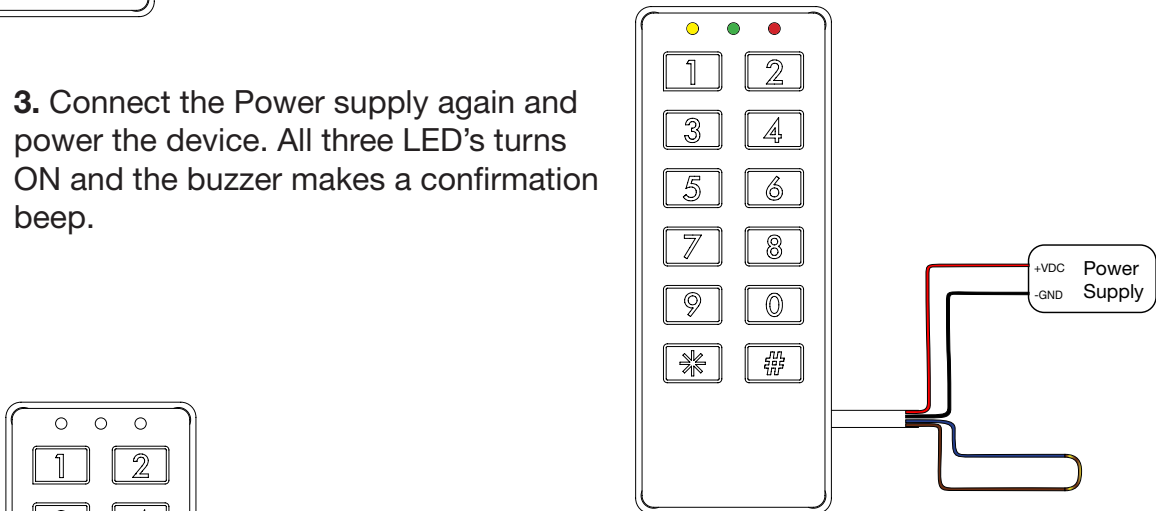 3. Connect the Power supply again and
power the device. All three LED’s turns
ON and the buzzer makes a confirmation
beep.
1 2
3 4
5 6
7 8
9 0
* #
+VDC Power
-GND Supply
1 2